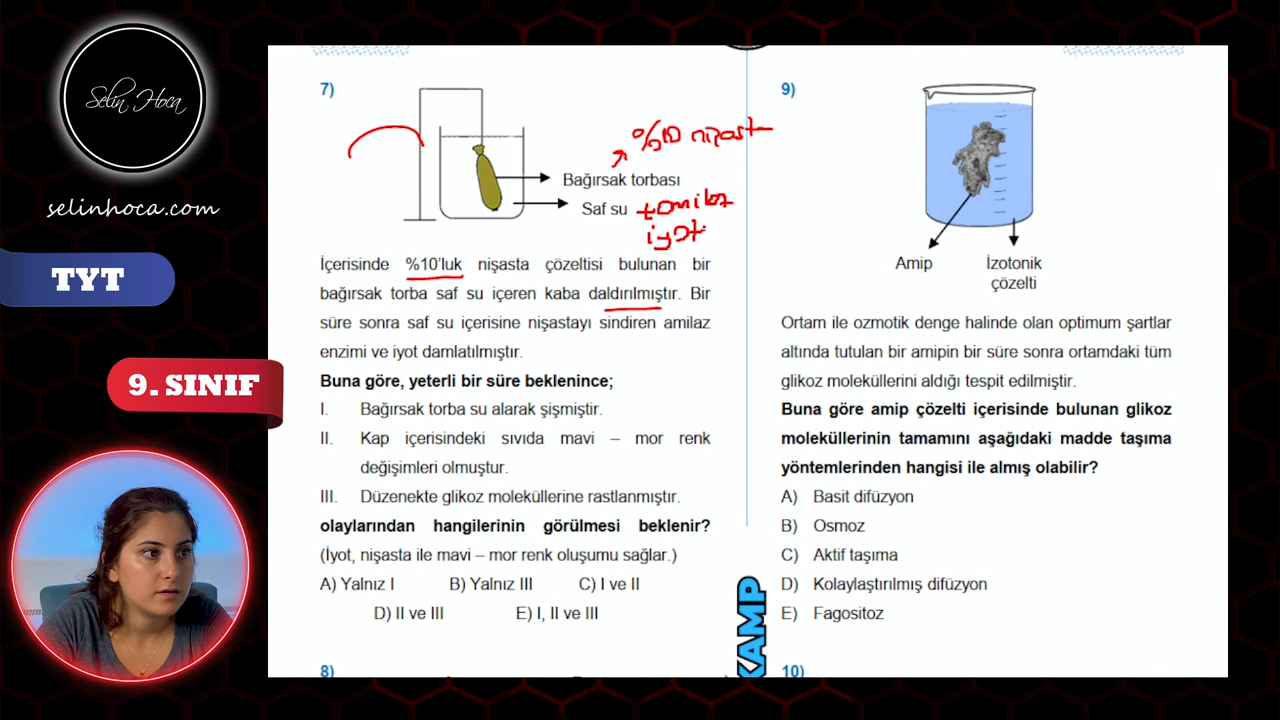 Selin Hoca
selinhoca.com
TYT
9. SINIF
7)
%10 nişasta
Bağırsak torbası
Saf su
amilaz
iyot
İçerisinde %10'luk nişasta çözeltisi bulunan bir
bağırsak torba saf su içeren kaba daldırılmıştır. Bir
süre sonra saf su içerisine nişastayı sindiren amilaz
enzimi ve iyot damlatılmıştır.
Buna göre, yeterli bir süre beklenince;
I. Bağırsak torba su alarak şişmiştir.
II. Kap içerisindeki sıvıda mavi – mor renk
değişimleri olmuştur.
III. Düzenekte glikoz moleküllerine rastlanmıştır.
olaylarından hangilerinin görülmesi beklenir?
(İyot, nişasta ile mavi – mor renk oluşumu sağlar.)
A) Yalnız I B) Yalnız III C) I ve II
D) II ve III E) I, II ve III
8)
KAMP
9)
Amip
İzotonik
çözelti
Ortam ile ozmotik denge halinde olan optimum şartlar
altında tutulan bir amipin bir süre sonra ortamdaki tüm
glikoz moleküllerini aldığı tespit edilmiştir.
Buna göre amip çözelti içerisinde bulunan glikoz
moleküllerinin tamamını aşağıdaki madde taşıma
yöntemlerinden hangisi ile almış olabilir?
A) Basit difüzyon
B) Osmoz
C) Aktif taşıma
D) Kolaylaştırılmış difüzyon
E) Fagositoz
10)